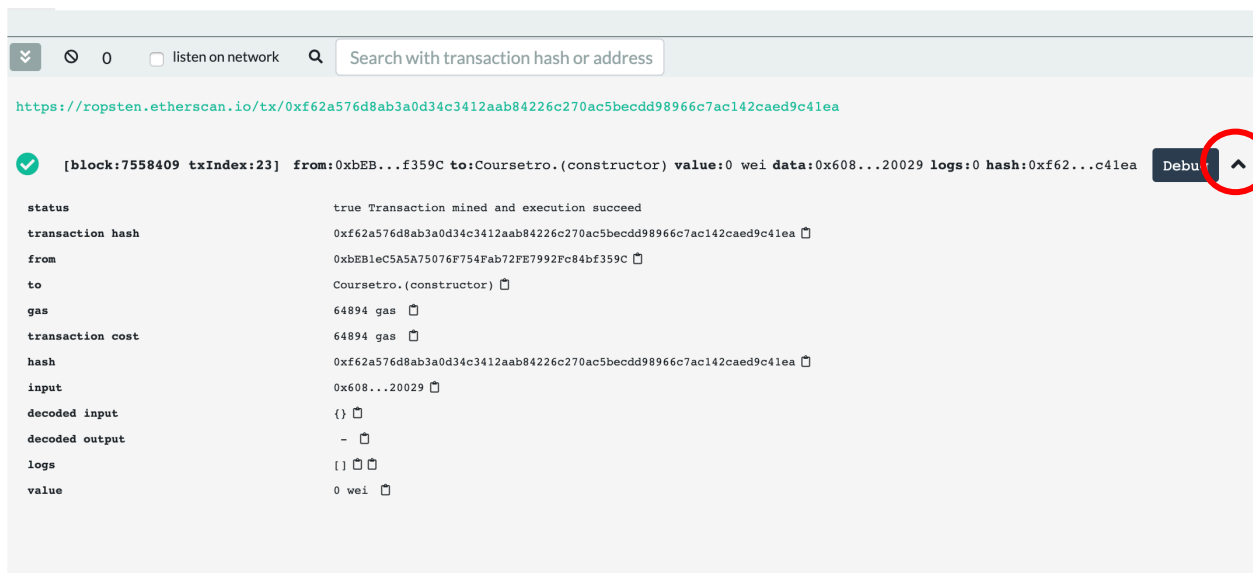 0 listen on network Search with transaction hash or address
https://ropsten.etherscan.io/tx/0xf62a576d8ab3a0d34c3412aab84226c270ac5becdd98966c7ac142caed9c41ea
[block:7558409 txIndex:23] from:0xbEB...f359C to:Coursetro.(constructor) value:0 wei data:0x608...20029 logs:0 hash:0xf62...c41ea Debug
status true Transaction mined and execution succeed
transaction hash 0xf62a576d8ab3a0d34c3412aab84226c270ac5becdd98966c7ac142caed9c41ea
from 0xbEB1eC5A5A75076F754Fab72FE7992Fc84bf359C
to Coursetro.(constructor)
gas 64894 gas
transaction cost 64894 gas
hash 0xf62a576d8ab3a0d34c3412aab84226c270ac5becdd98966c7ac142caed9c41ea
input 0x608...20029
decoded input {}
decoded output -
logs []
value 0 wei